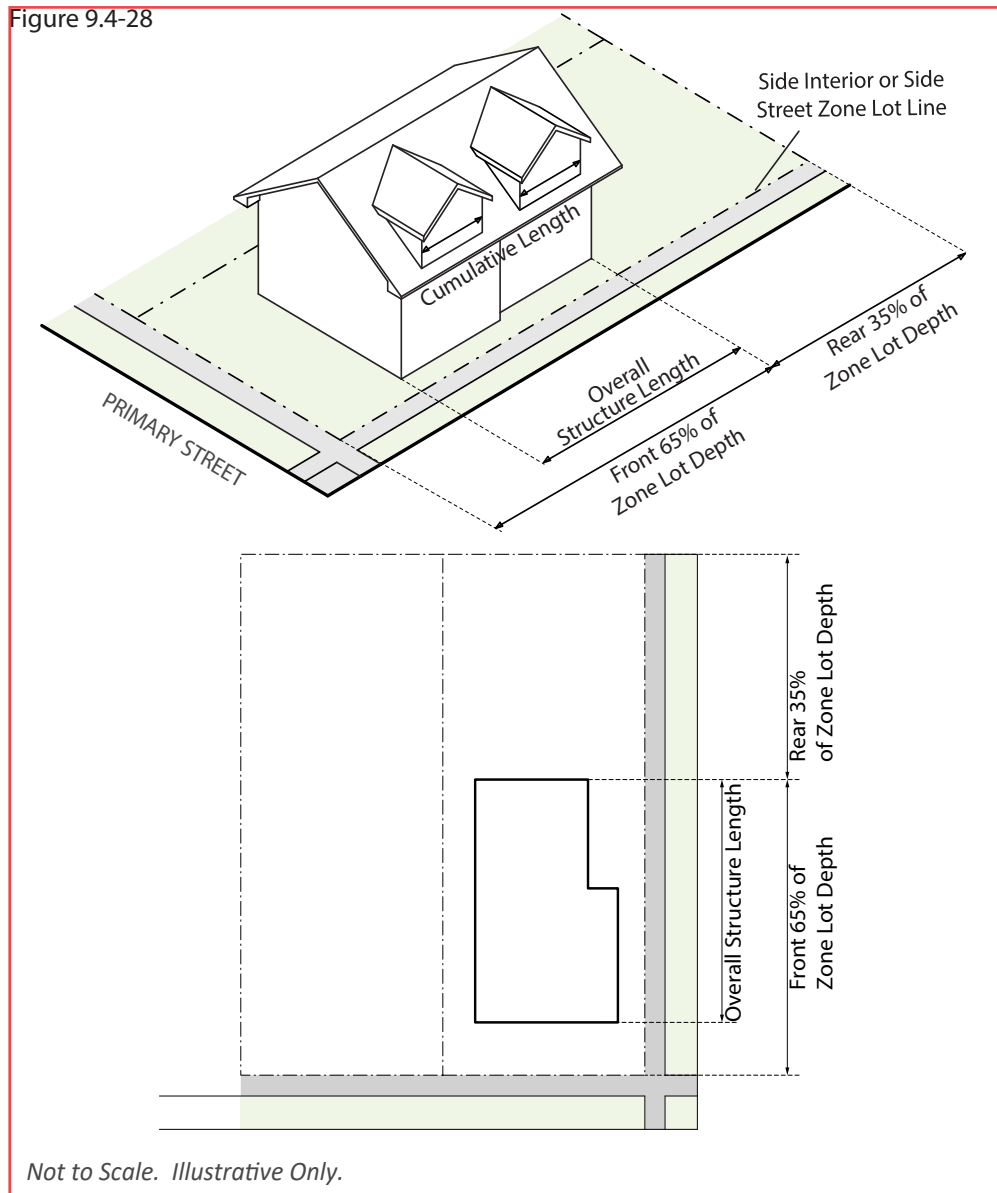 Figure 9.4-28
Side Interior or Side
Street Zone Lot Line
Cumulative Length
Rear 35% of
Zone Lot Depth
Overall
Structure Length
Front 65% of
Zone Lot Depth
PRIMARY STREET
Rear 35%
of Zone Lot Depth
Overall Structure Length
Front 65% of
Zone Lot Depth
Not to Scale. Illustrative Only.